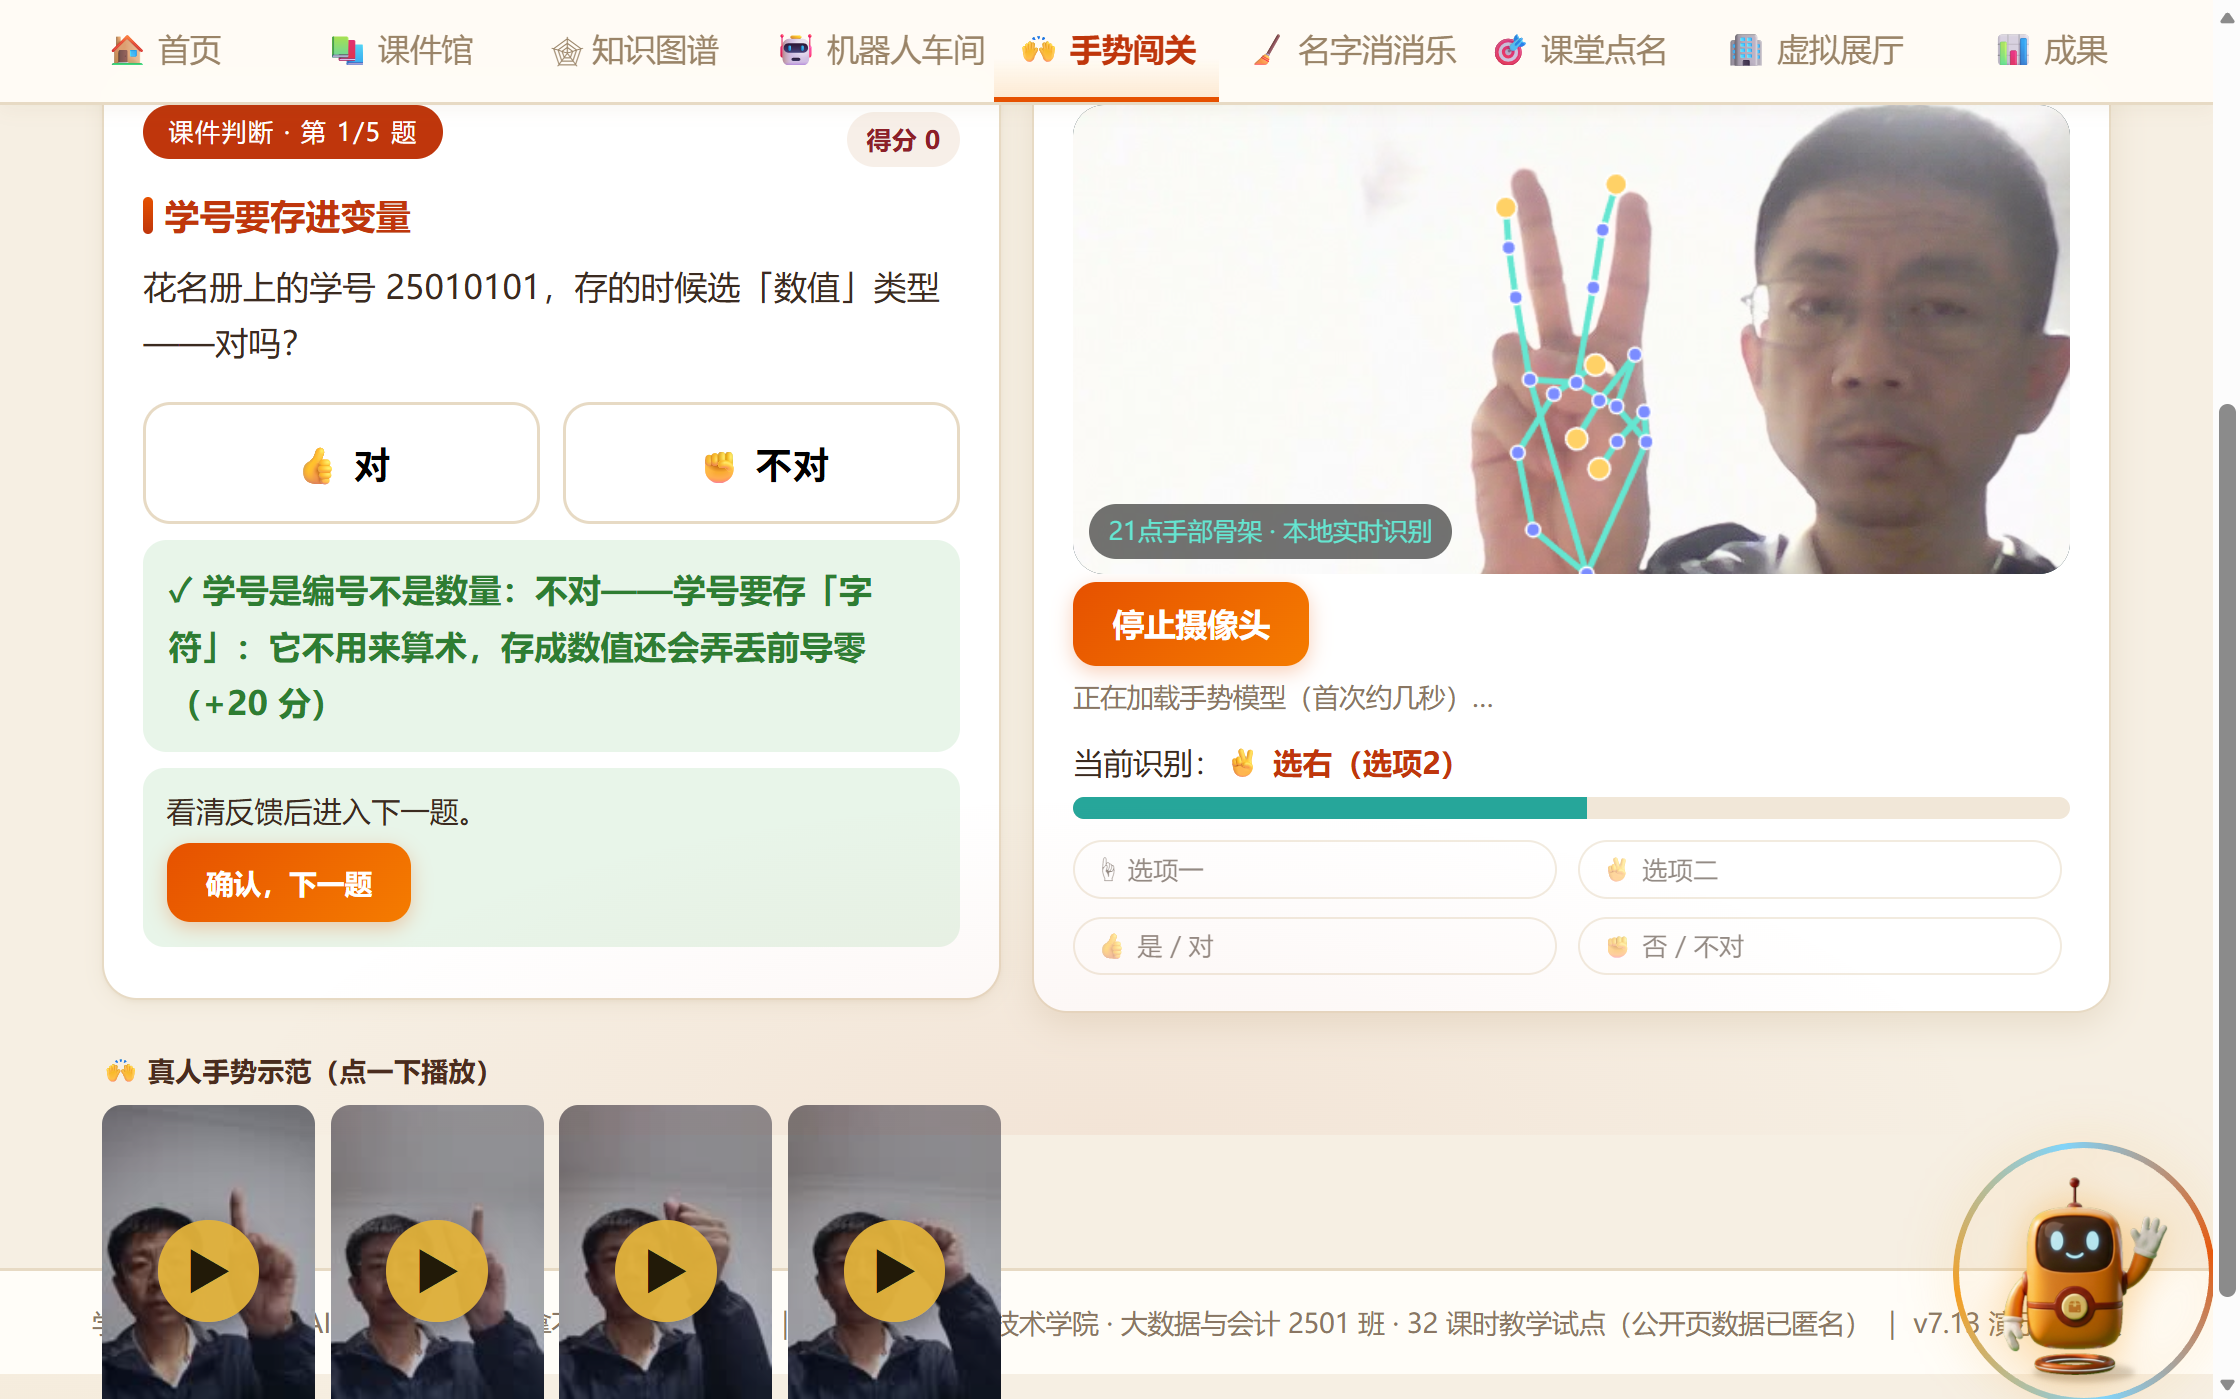 首页
课件馆
知识图谱
机器人车间
手势闯关
名字消消乐
课堂点名
虚拟展厅
成果
课件判断 · 第 1/5 题
得分 0
学号要存进变量
花名册上的学号 25010101，存的时候选「数值」类型
——对吗？
对
不对
✓ 学号是编号不是数量：不对——学号要存「字
符」：它不用来算术，存成数值还会弄丢前导零
（+20 分）
看清反馈后进入下一题。
确认，下一题
21点手部骨架 · 本地实时识别
停止摄像头
正在加载手势模型（首次约几秒）...
当前识别： 选右（选项2）
选项一
选项二
是 / 对
否 / 不对
真人手势示范（点一下播放）
技术学院 · 大数据与会计 2501 班 · 32 课时教学试点（公开页数据已匿名） | v7.13